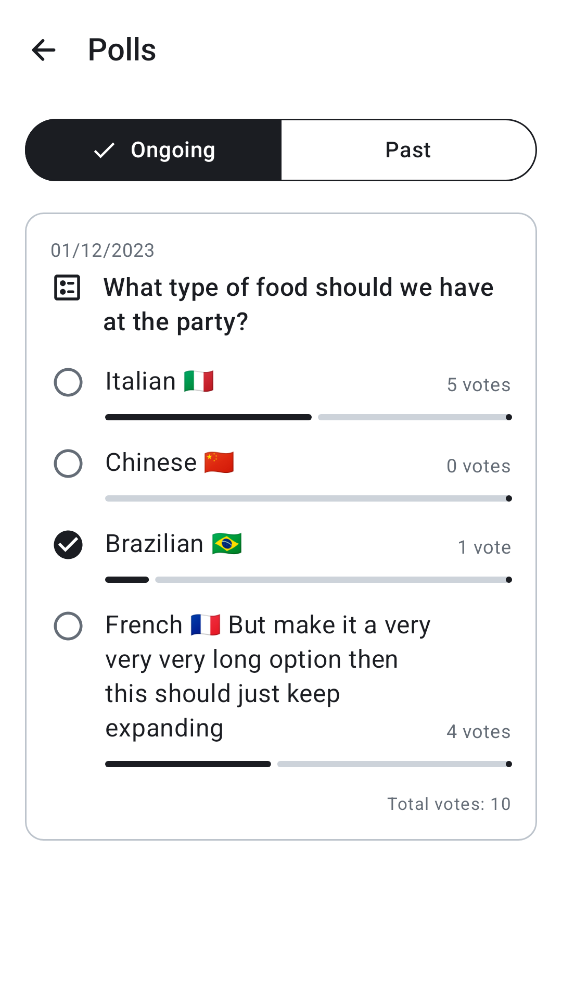 Polls
Ongoing
Past
01/12/2023
What type of food should we have
at the party?
Italian 🇮🇹
5 votes
Chinese 🇨🇳
0 votes
Brazilian 🇧🇷
1 vote
French 🇫🇷 But make it a very
very very long option then
this should just keep
expanding
4 votes
Total votes: 10